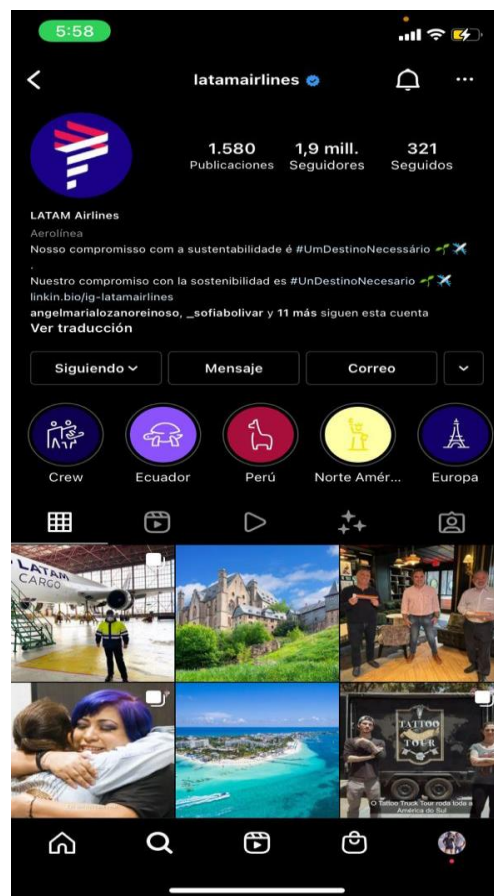 5:58
latamairlines
1.580 1,9 mill. 321
Publicaciones Seguidores Seguidos
LATAM Airlines
Aerolínea
Nosso compromisso com a sustentabilidade é #UmDestinoNecessário
.
Nuestro compromiso con la sostenibilidad es #UnDestinoNecesario
linkin.bio/ig-latamairlines
angelmarialozanoreinoso, _sofiabolivar y 11 más siguen esta cuenta
Ver traducción
Siguiendo Mensaje Correo
Crew Ecuador Perú Norte Amér... Europa
LATAM
CARGO
TATTOO
TOUR
O Tattoo Truck Tour roda toda a
América do Sul